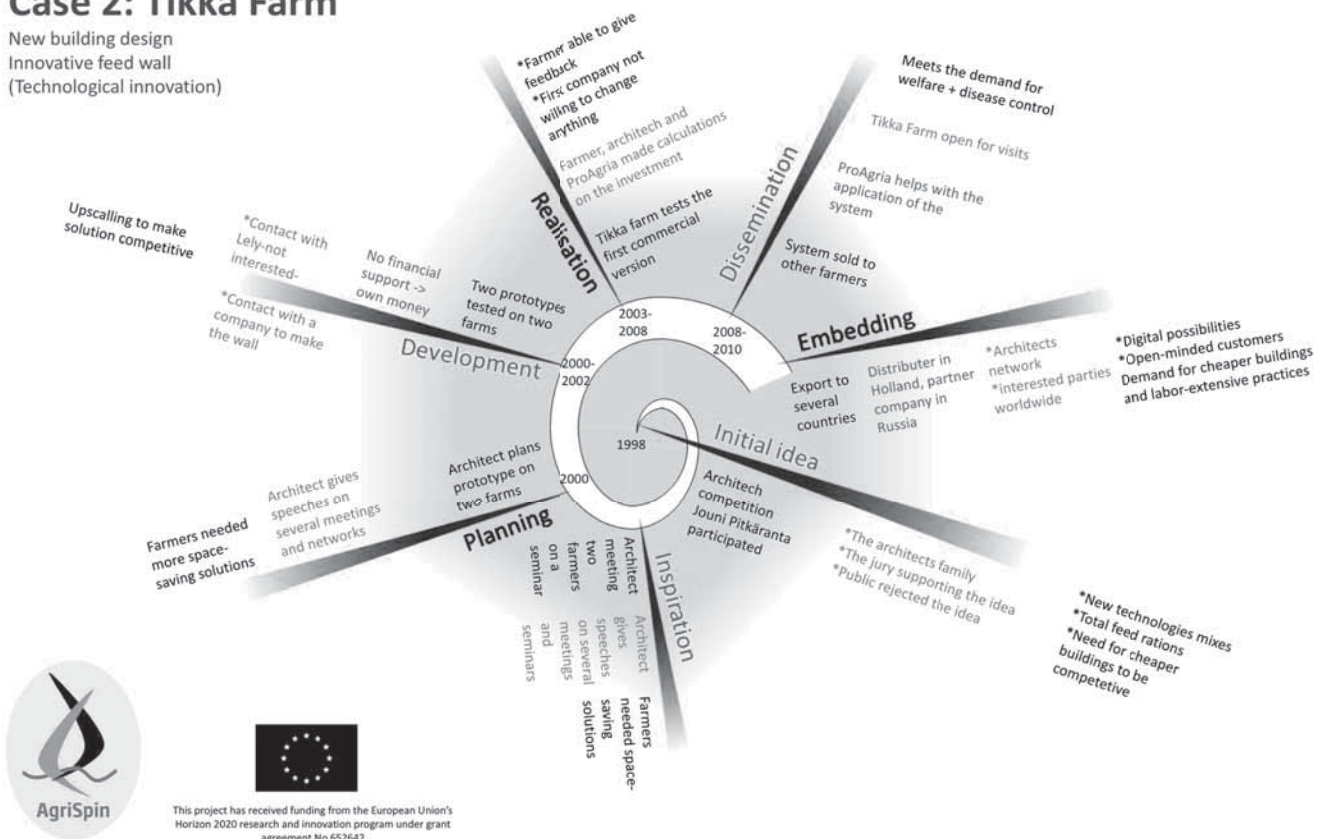 Case 2: Tikka Farm
New building design
Innovative feed wall
(Technological innovation)
Initial idea
1998
Architech
competition
Jouni Pitkäranta
participated
*The architects family
*The jury supporting the idea
*Public rejected the idea
*New technologies mixes
*Total feed rations
*Need for cheaper
buildings to be
competetive
Inspiration
Architect
meeting
two
farmers
on a
seminar
Architect
gives
speeches
on several
meetings
and
seminars
Farmers
needed space-
saving
solutions
Planning
2000
Architect plans
prototype on
two farms
Architect gives
speeches on
several meetings
and networks
Farmers needed
more space-
saving solutions
Development
2000-
2002
Two prototypes
tested on two
farms
No financial
support ->
own money
*Contact with
Lely-not
interested-
*Contact with a
company to make
the wall
Upscalling to make
solution competitive
Realisation
2003-
2008
Tikka farm tests the
first commercial
version
Farmer, architech and
ProAgria made calculations
on the investment
*Farmer able to give
feedback
*First company not
willing to change
anything
Dissemination
2008-
2010
System sold to
other farmers
ProAgria helps with the
application of the
system
Tikka Farm open for visits
Meets the demand for
welfare + disease control
Embedding
Export to
several
countries
Distributer in
Holland, partner
company in
Russia
*Architects
network
*interested parties
worldwide
*Digital possibilities
*Open-minded customers
Demand for cheaper buildings
and labor-extensive practices
AgriSpin
This project has received funding from the European Union's
Horizon 2020 research and innovation program under grant
agreement No 652642